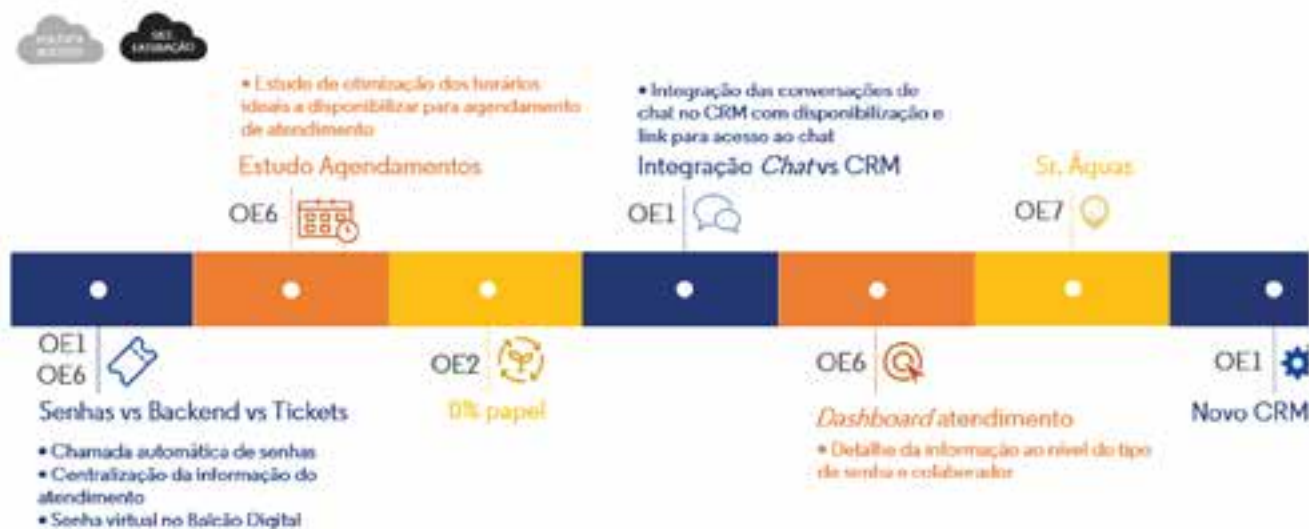 SATURAÇÃO
• Estudo de otimização dos horários
ideais a disponibilizar para agendamento
de atendimento
Estudo Agendamentos
OE6
• Integração das conversações de
chat no CRM com disponibilização e
link para acesso ao chat
Integração Chat vs CRM
OE1
Sr. Águas
OE7
OE1
OE6
Senhas vs Backend vs Tickets
• Chamada automática de senhas
• Centralização da informação do
atendimento
• Senha virtual no Balcão Digital
OE2
0% papel
OE6
Dashboard atendimento
• Detalhe da informação ao nível do tipo
de senha e colaborador
OE1
Novo CRM